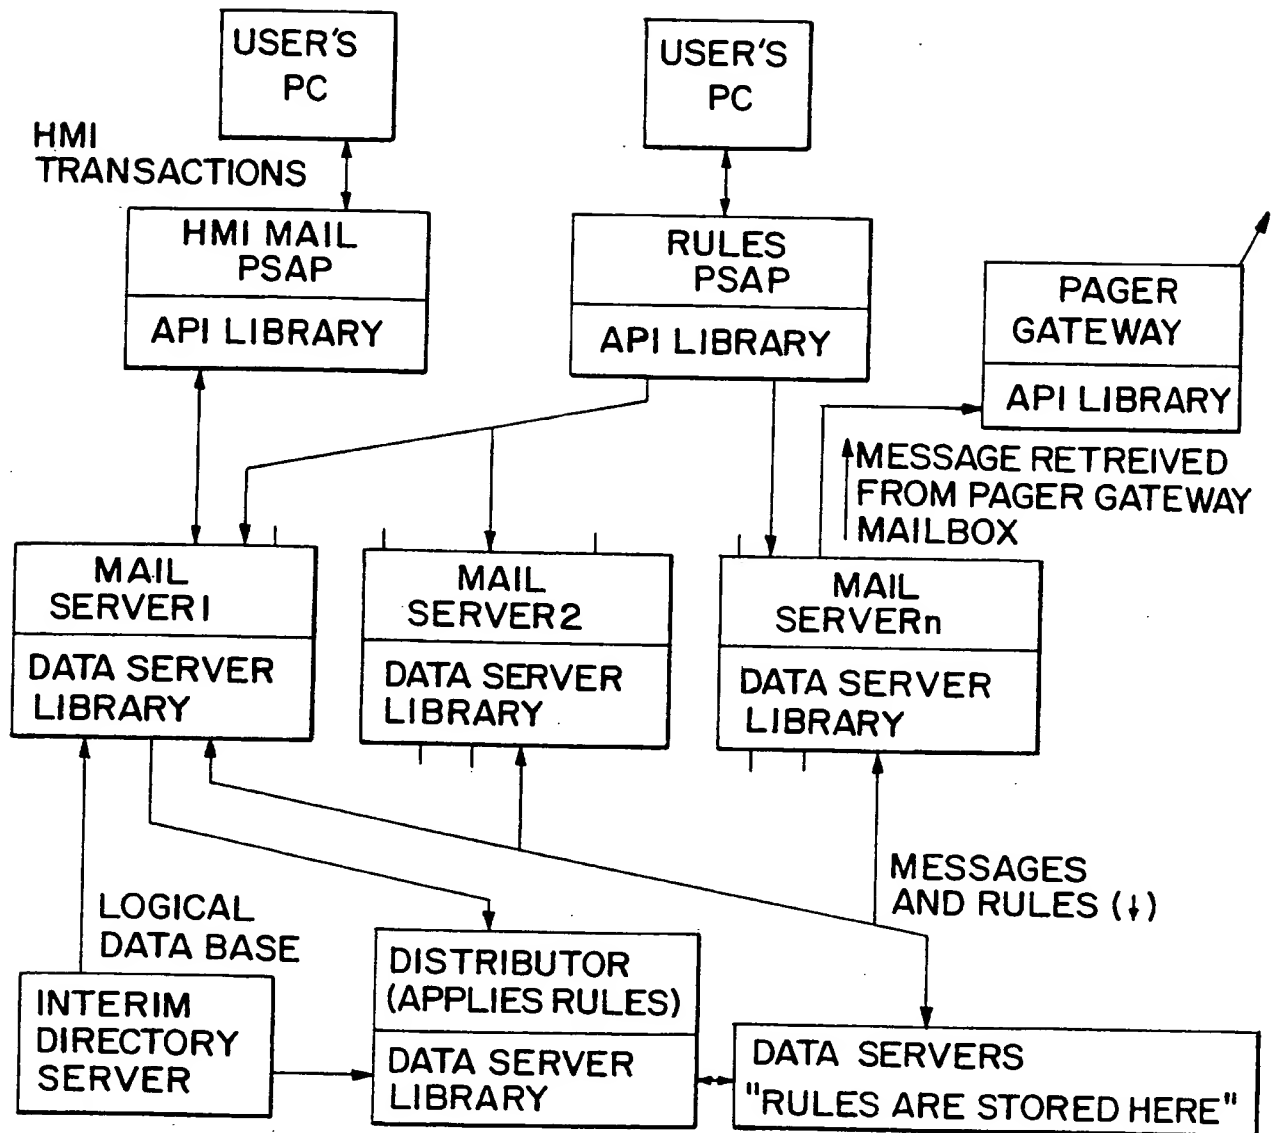 USER'S
PC
USER'S
PC
HMI
TRANSACTIONS
HMI MAIL
PSAP
API LIBRARY
RULES
PSAP
API LIBRARY
PAGER
GATEWAY
API LIBRARY
MESSAGE RETREIVED
FROM PAGER GATEWAY
MAILBOX
MAIL
SERVER1
DATA SERVER
LIBRARY
MAIL
SERVER2
DATA SERVER
LIBRARY
MAIL
SERVERn
DATA SERVER
LIBRARY
LOGICAL
DATA BASE
MESSAGES
AND RULES (↓)
INTERIM
DIRECTORY
SERVER
DISTRIBUTOR
(APPLIES RULES)
DATA SERVER
LIBRARY
DATA SERVERS
"RULES ARE STORED HERE"